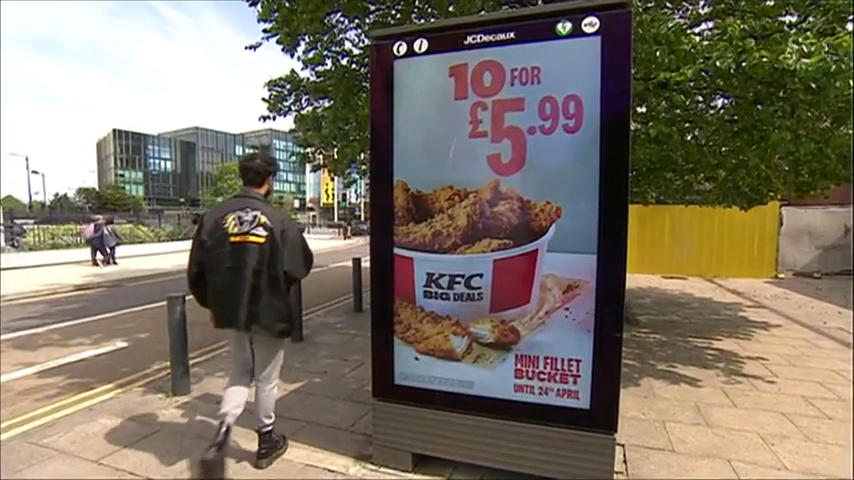 JCDecaux
10 FOR
£5.99
KFC
BIG DEALS
MINI FILLET
BUCKET
UNTIL 24TH APRIL